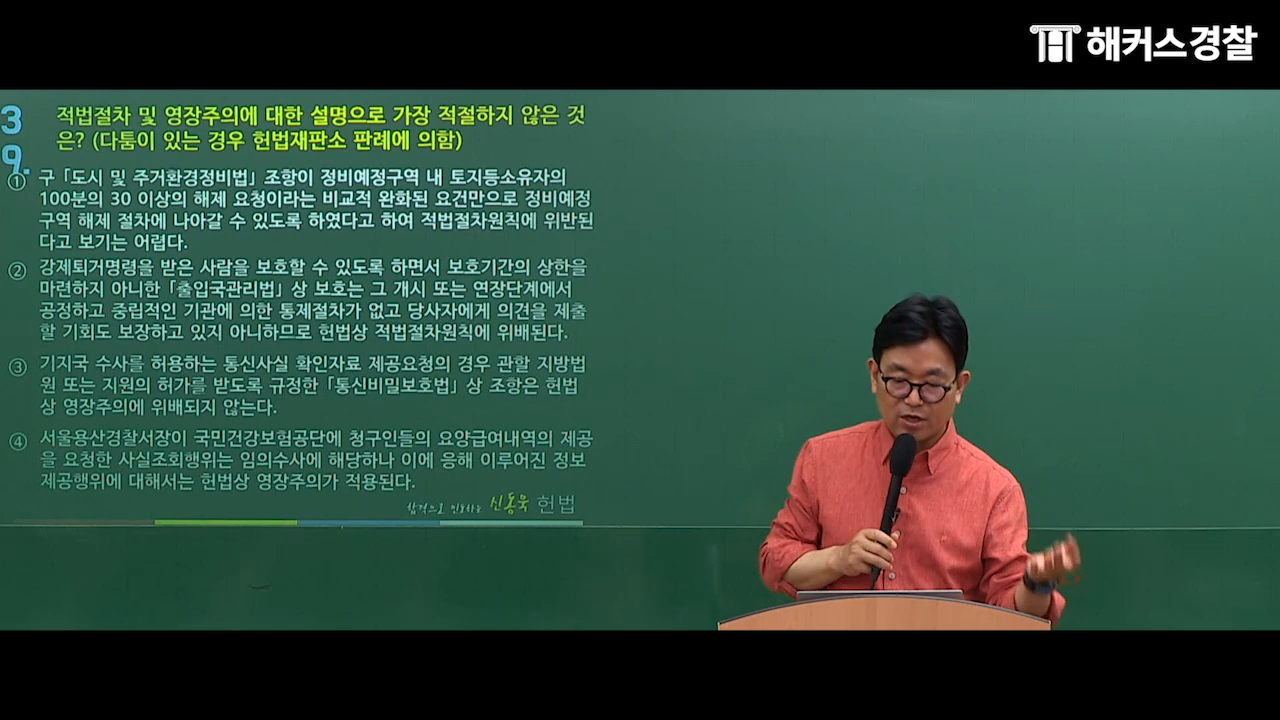 해커스경찰
39. 적법절차 및 영장주의에 대한 설명으로 가장 적절하지 않은 것
은? (다툼이 있는 경우 헌법재판소 판례에 의함)
① 구 「도시 및 주거환경정비법」 조항이 정비예정구역 내 토지등소유자의
100분의 30 이상의 해제 요청이라는 비교적 완화된 요건만으로 정비예정
구역 해제 절차에 나아갈 수 있도록 하였다고 하여 적법절차원칙에 위반된
다고 보기는 어렵다.
② 강제퇴거명령을 받은 사람을 보호할 수 있도록 하면서 보호기간의 상한을
마련하지 아니한 「출입국관리법」 상 보호는 그 개시 또는 연장단계에서
공정하고 중립적인 기관에 의한 통제절차가 없고 당사자에게 의견을 제출
할 기회도 보장하고 있지 아니하므로 헌법상 적법절차원칙에 위배된다.
③ 기지국 수사를 허용하는 통신사실 확인자료 제공요청의 경우 관할 지방법
원 또는 지원의 허가를 받도록 규정한 「통신비밀보호법」 상 조항은 헌법
상 영장주의에 위배되지 않는다.
④ 서울용산경찰서장이 국민건강보험공단에 청구인들의 요양급여내역의 제공
을 요청한 사실조회행위는 임의수사에 해당하나 이에 응해 이루어진 정보
제공행위에 대해서는 헌법상 영장주의가 적용된다.
합격으로 인도하는 신동욱 헌법